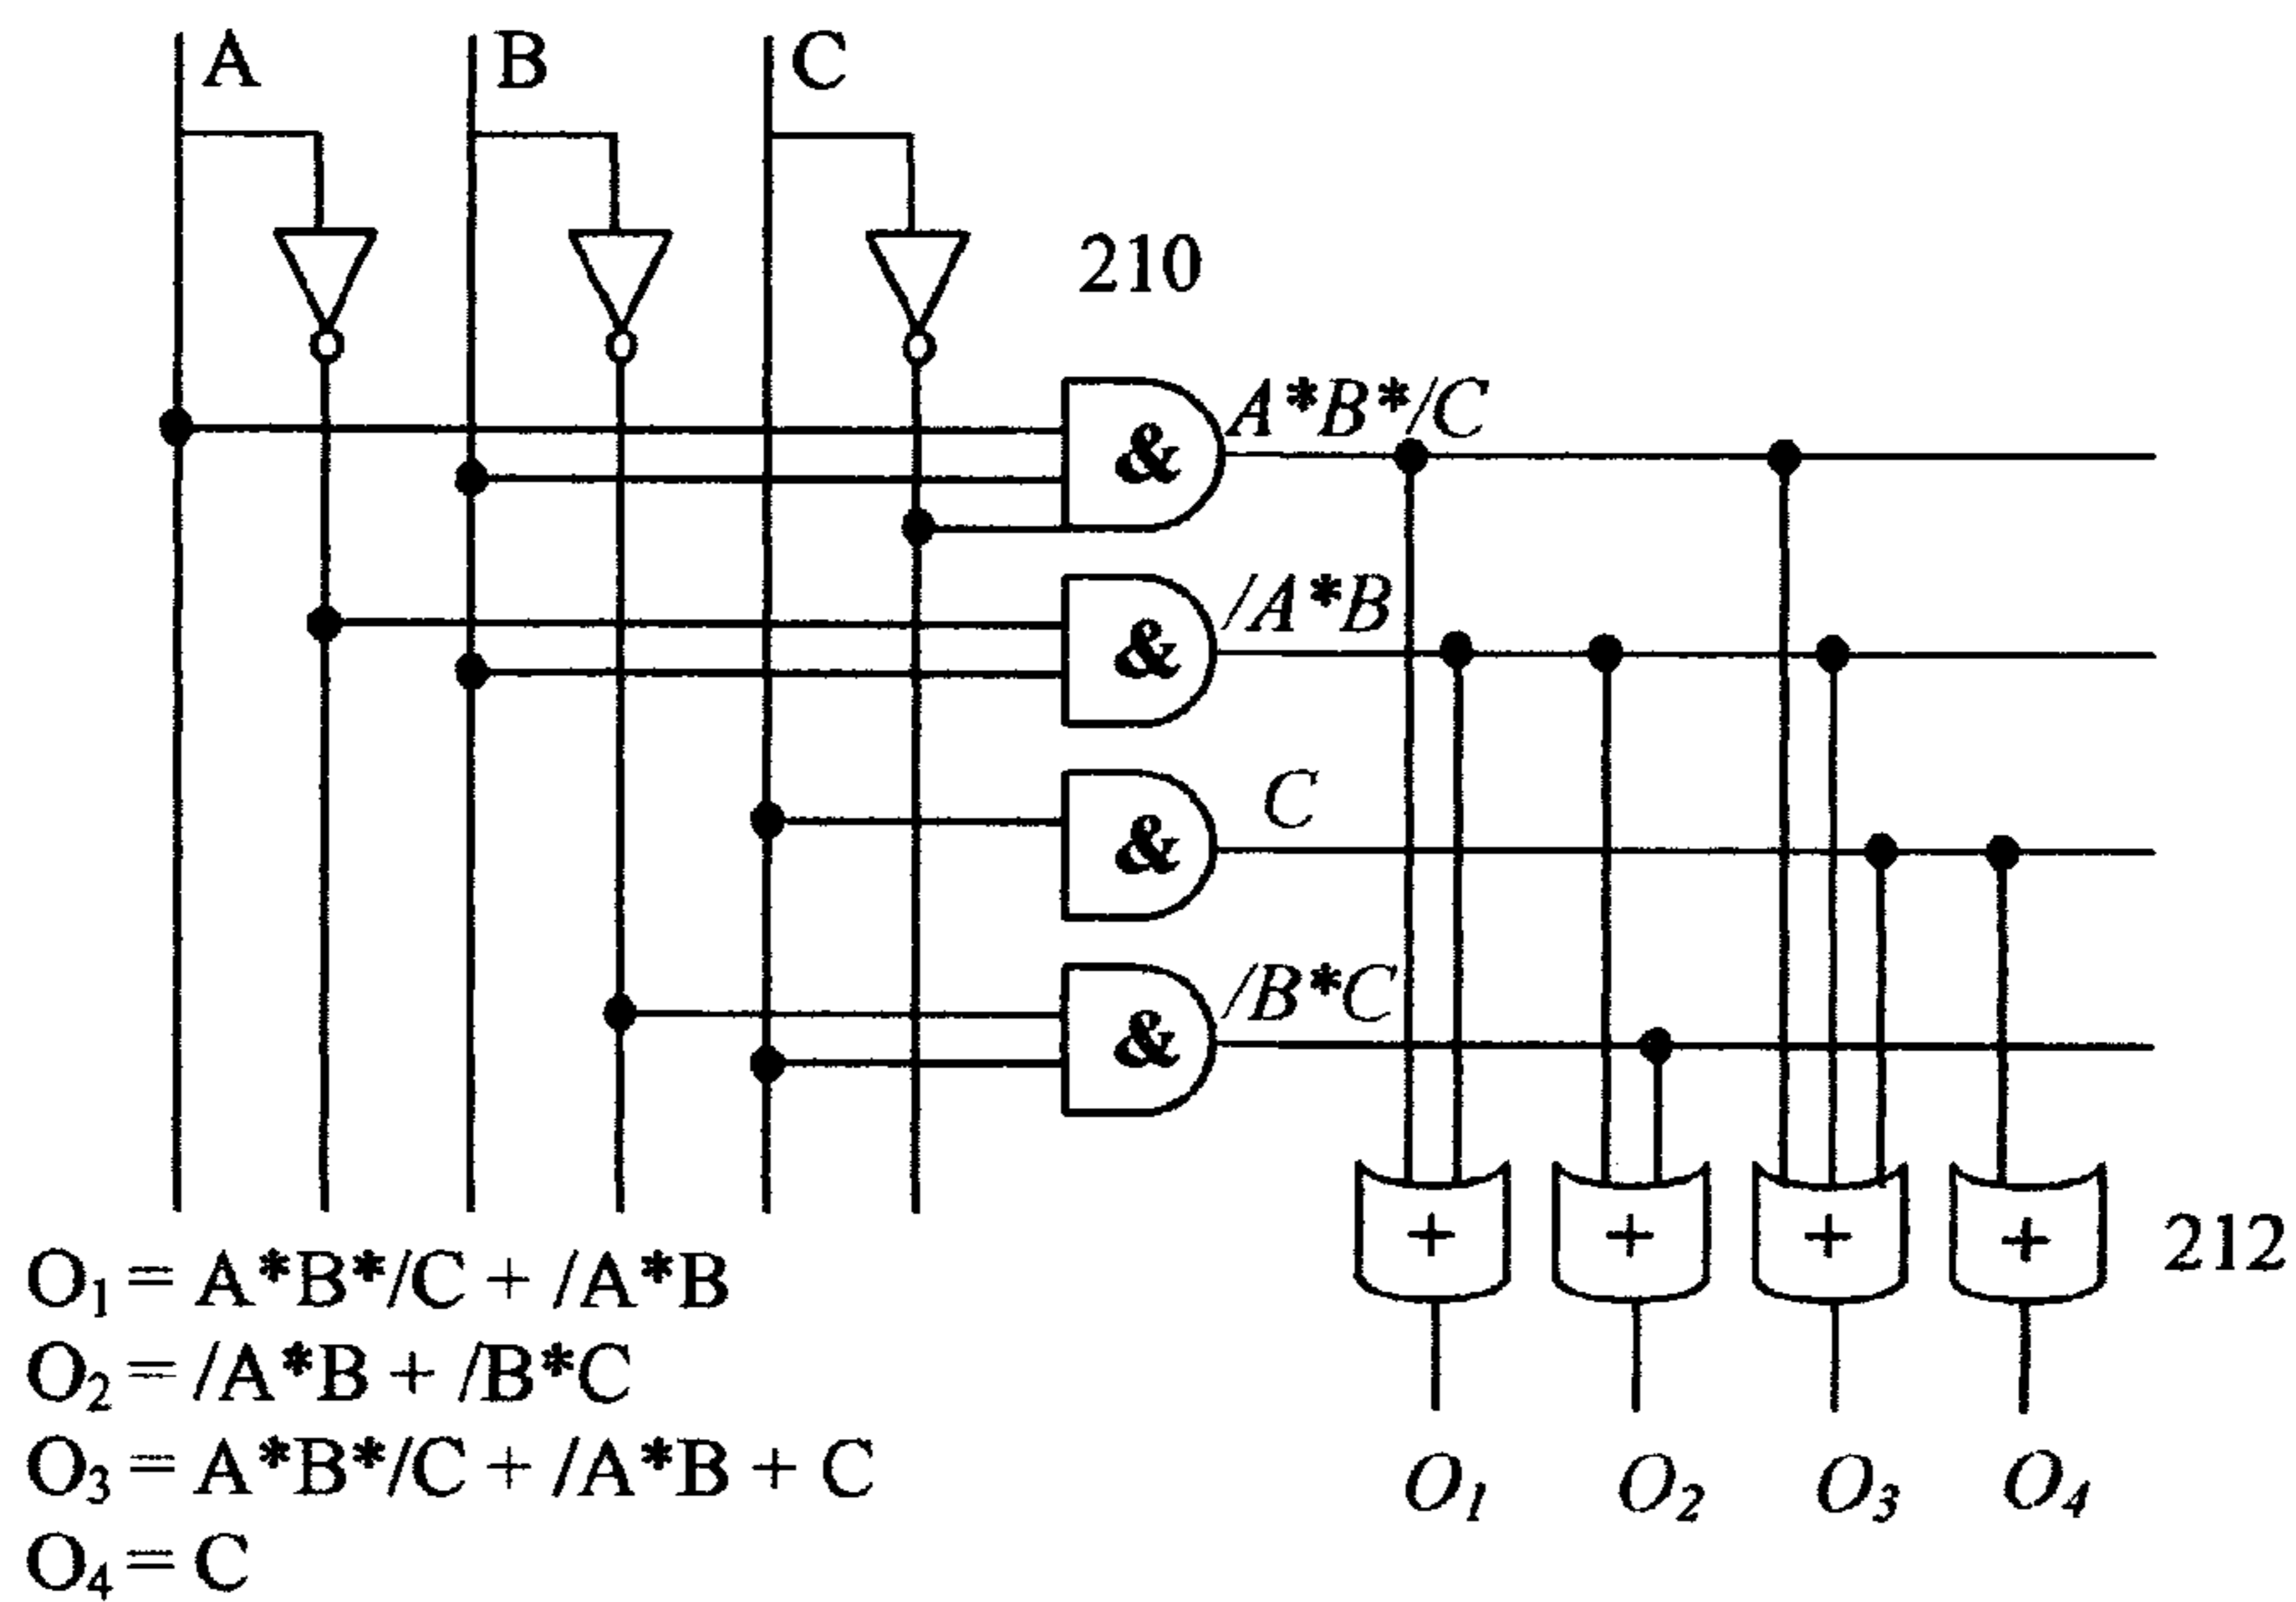 A B C
210
A*B*/C
&
/A*B
&
C
&
/B*C
&
+ + + + 212
O₁ O₂ O₃ O₄
O₁ = A*B*/C + /A*B
O₂ = /A*B + /B*C
O₃ = A*B*/C + /A*B + C
O₄ = C